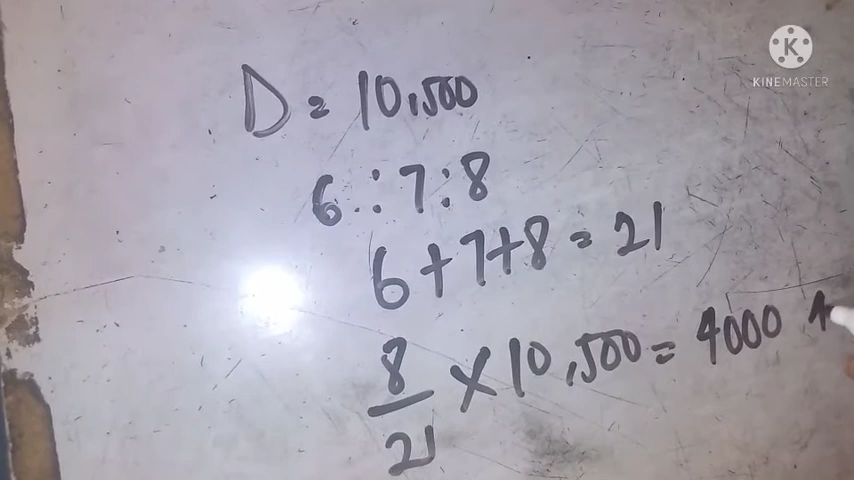 K
KINEMASTER
D = 10,500
6 : 7 : 8
6 + 7 + 8 = 21
8/21 × 10,500 = 4000